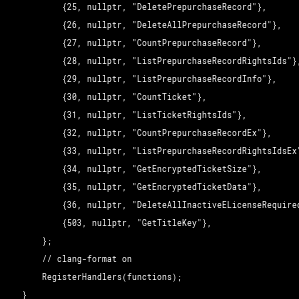 {25, nullptr, "DeletePrepurchaseRecord"},
{26, nullptr, "DeleteAllPrepurchaseRecord"},
{27, nullptr, "CountPrepurchaseRecord"},
{28, nullptr, "ListPrepurchaseRecordRightsIds"},
{29, nullptr, "ListPrepurchaseRecordInfo"},
{30, nullptr, "CountTicket"},
{31, nullptr, "ListTicketRightsIds"},
{32, nullptr, "CountPrepurchaseRecordEx"},
{33, nullptr, "ListPrepurchaseRecordRightsIdsEx"
{34, nullptr, "GetEncryptedTicketSize"},
{35, nullptr, "GetEncryptedTicketData"},
{36, nullptr, "DeleteAllInactiveELicenseRequired
{503, nullptr, "GetTitleKey"},
};
// clang-format on
RegisterHandlers(functions);
}